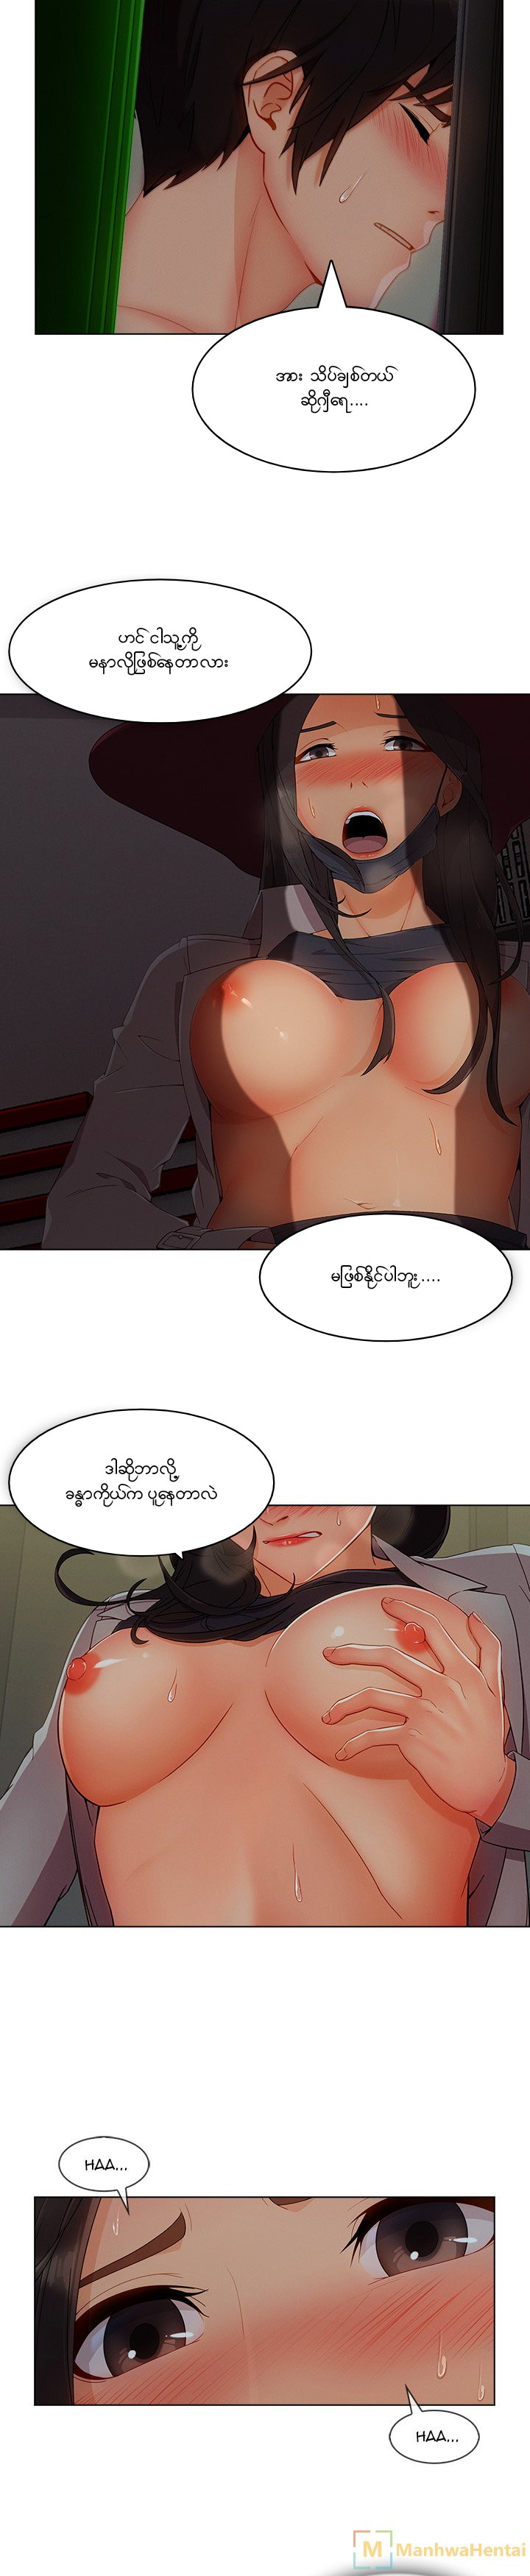 အား သိပ်ချစ်တယ်
ဆိုဂျီရေ....
ဟင် ငါသူ့ကို
မနာလိုဖြစ်နေတာလား
မဖြစ်နိုင်ပါဘူး....
ဒါဆိုဘာလို့
ခန္ဓာကိုယ်က ပူနေတာလဲ
HAA...
HAA...
M ManhwaHentai